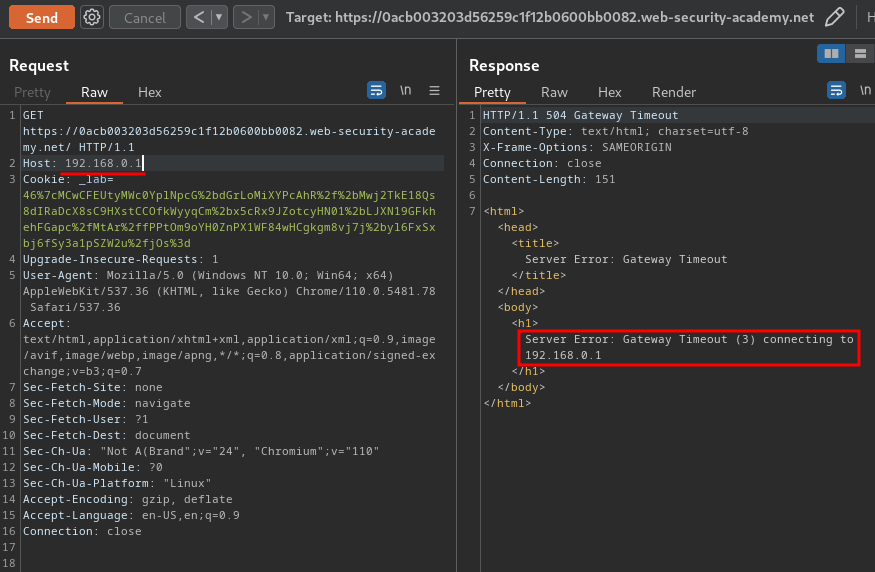 Send Cancel < > Target: https://0acb003203d56259c1f12b0600bb0082.web-security-academy.net H
Request
Pretty Raw Hex \n
1 GET
https://0acb003203d56259c1f12b0600bb0082.web-security-acade
my.net/ HTTP/1.1
2 Host: 192.168.0.1
3 Cookie: _lab=
46%7cMCwCFEUtyMWc0YplNpcG%2bdGrLoMiXYPcAhR%2f%2bMwj2TkE18Qs
8dIRaDcX8sC9HXstCCOfkWyyqCm%2bx5cRx9JZotcyHN01%2bLJXN19GFkh
ehFGapc%2fMtAr%2ffPPtOm9oYH0ZnPX1WF84wHCgkgm8vj7j%2byl6FxSx
bj6fSy3a1pSZW2u%2fjOs%3d
4 Upgrade-Insecure-Requests: 1
5 User-Agent: Mozilla/5.0 (Windows NT 10.0; Win64; x64)
AppleWebKit/537.36 (KHTML, like Gecko) Chrome/110.0.5481.78
Safari/537.36
6 Accept:
text/html,application/xhtml+xml,application/xml;q=0.9,image
/avif,image/webp,image/apng,*/*;q=0.8,application/signed-ex
change;v=b3;q=0.7
7 Sec-Fetch-Site: none
8 Sec-Fetch-Mode: navigate
9 Sec-Fetch-User: ?1
10 Sec-Fetch-Dest: document
11 Sec-Ch-Ua: "Not A(Brand";v="24", "Chromium";v="110"
12 Sec-Ch-Ua-Mobile: ?0
13 Sec-Ch-Ua-Platform: "Linux"
14 Accept-Encoding: gzip, deflate
15 Accept-Language: en-US,en;q=0.9
16 Connection: close
17
18
Response
Pretty Raw Hex Render \n
1 HTTP/1.1 504 Gateway Timeout
2 Content-Type: text/html; charset=utf-8
3 X-Frame-Options: SAMEORIGIN
4 Connection: close
5 Content-Length: 151
6
7 <html>
<head>
<title>
Server Error: Gateway Timeout
</title>
</head>
<body>
<h1>
Server Error: Gateway Timeout (3) connecting to
192.168.0.1
</h1>
</body>
</html>